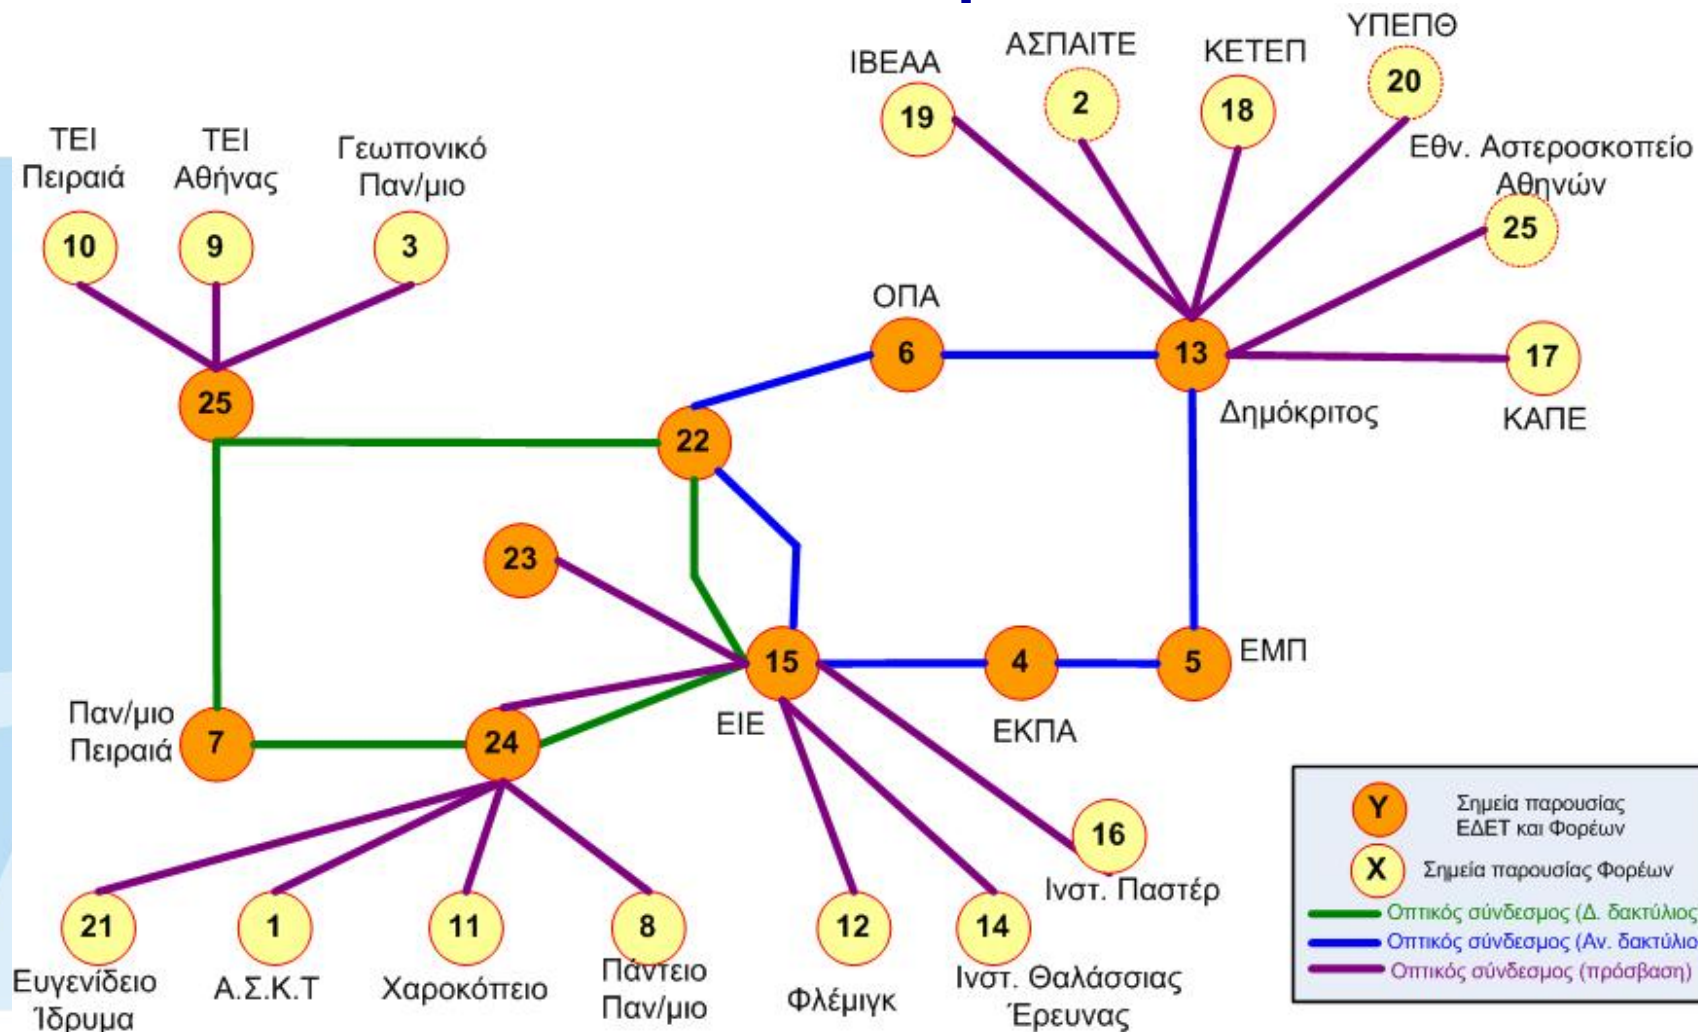 ΙΒΕΑΑ
ΑΣΠΑΙΤΕ
ΚΕΤΕΠ
ΥΠΕΠΘ
19
2
18
20
Εθν. Αστεροσκοπείο
Αθηνών
25
ΤΕΙ
Πειραιά
ΤΕΙ
Αθήνας
Γεωπονικό
Παν/μιο
10
9
3
ΟΠΑ
6
13
17
Δημόκριτος
ΚΑΠΕ
25
22
23
15
4
5
ΕΜΠ
ΕΙΕ
ΕΚΠΑ
Παν/μιο
Πειραιά
7
24
16
Ινστ. Παστέρ
21
1
11
8
12
14
Ευγενίδειο
Ίδρυμα
Α.Σ.Κ.Τ
Χαροκόπειο
Πάντειο
Παν/μιο
Φλέμιγκ
Ινστ. Θαλάσσιας
Έρευνας
Υ
Σημεία παρουσίας
ΕΔΕΤ και Φορέων
Χ
Σημεία παρουσίας Φορέων
Οπτικός σύνδεσμος (Δ. δακτύλιος
Οπτικός σύνδεσμος (Αν. δακτύλιο
Οπτικός σύνδεσμος (πρόσβαση)